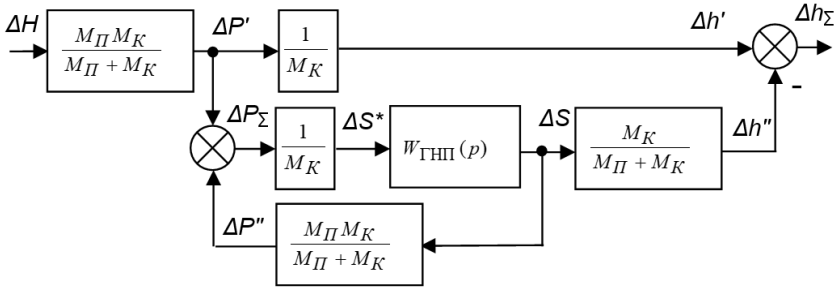 ΔH
M_П M_К / (M_П + M_К)
ΔP'
1 / M_К
Δh'
Δh_Σ
-
ΔP_Σ
1 / M_К
ΔS*
W_ГНП (p)
ΔS
M_К / (M_П + M_К)
Δh"
ΔP"
M_П M_К / (M_П + M_К)